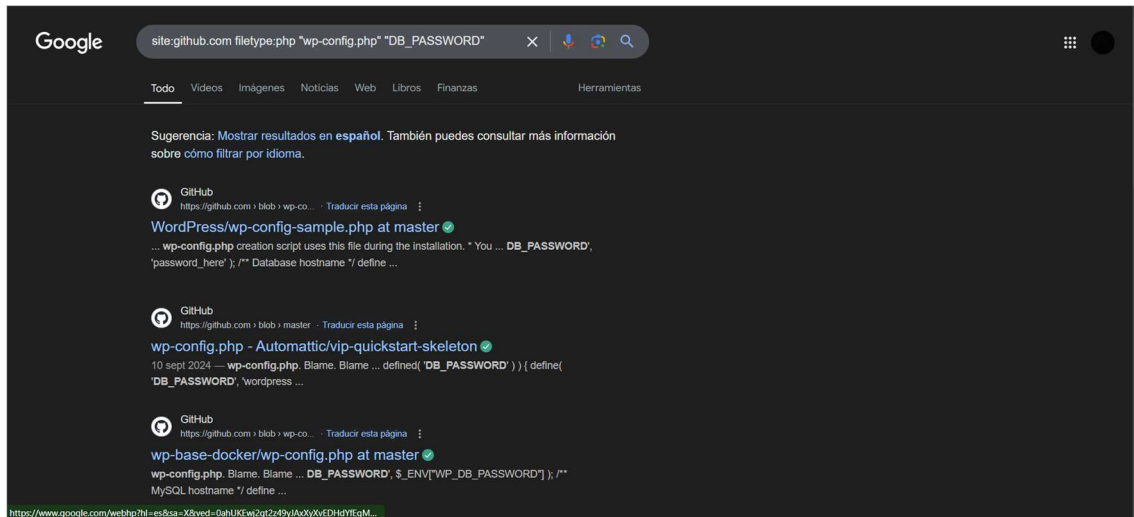 Google
site:github.com filetype:php "wp-config.php" "DB_PASSWORD"
Todo Videos Imágenes Noticias Web Libros Finanzas Herramientas
Sugerencia: Mostrar resultados en español. También puedes consultar más información
sobre cómo filtrar por idioma.
GitHub
https://github.com › blob › wp-co... · Traducir esta página
WordPress/wp-config-sample.php at master
... wp-config.php creation script uses this file during the installation. * You ... DB_PASSWORD',
'password_here' ); /** Database hostname */ define ...
GitHub
https://github.com › blob › master · Traducir esta página
wp-config.php - Automattic/vip-quickstart-skeleton
10 sept 2024 — wp-config.php. Blame. Blame ... defined( 'DB_PASSWORD' ) ) { define(
'DB_PASSWORD', 'wordpress ...
GitHub
https://github.com › blob › wp-co... · Traducir esta página
wp-base-docker/wp-config.php at master
wp-config.php. Blame. Blame ... DB_PASSWORD', $_ENV["WP_DB_PASSWORD"] ); /**
MySQL hostname */ define ...